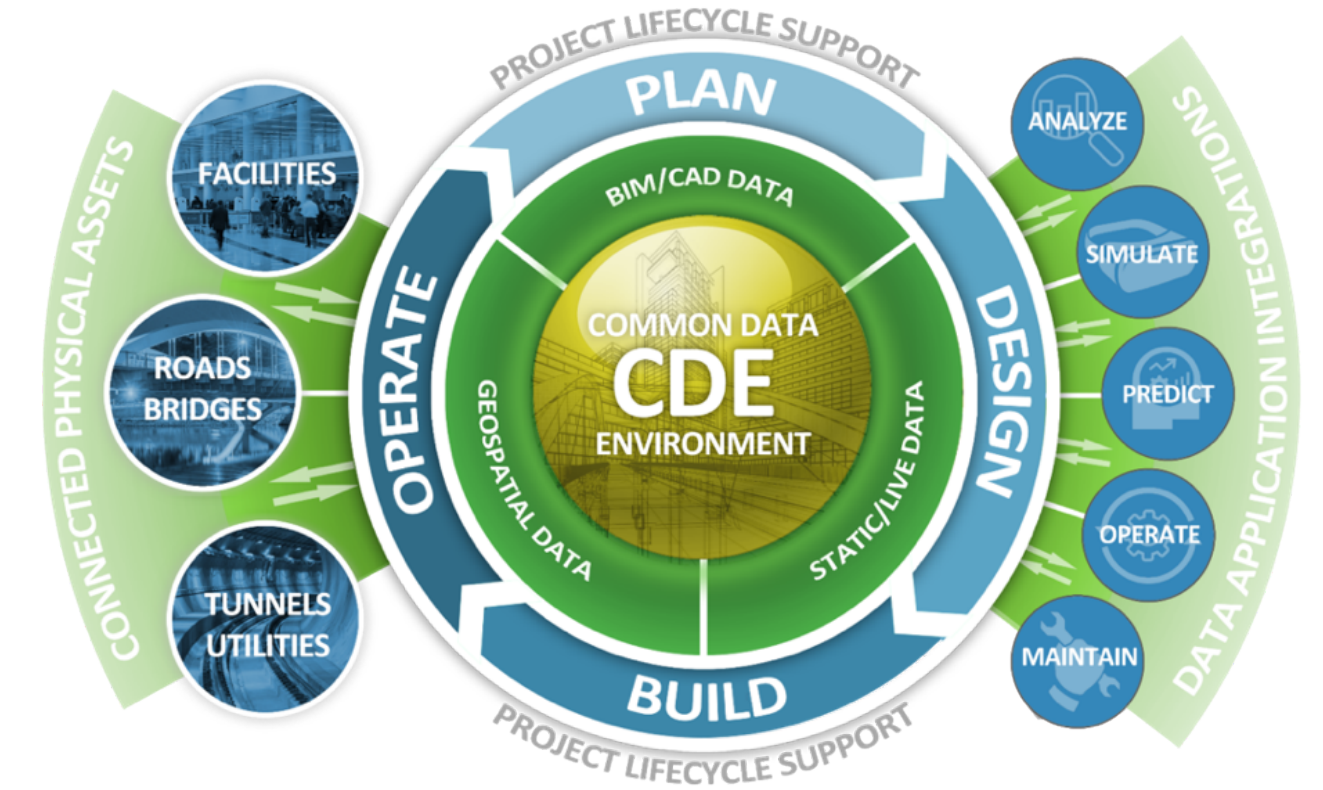 PROJECT LIFECYCLE SUPPORT
PLAN
DESIGN
BUILD
OPERATE
BIM/CAD DATA
GEOSPATIAL DATA
STATIC/LIVE DATA
COMMON DATA
CDE
ENVIRONMENT
CONNECTED PHYSICAL ASSETS
FACILITIES
ROADS
BRIDGES
TUNNELS
UTILITIES
DATA APPLICATION INTEGRATIONS
ANALYZE
SIMULATE
PREDICT
OPERATE
MAINTAIN
PROJECT LIFECYCLE SUPPORT